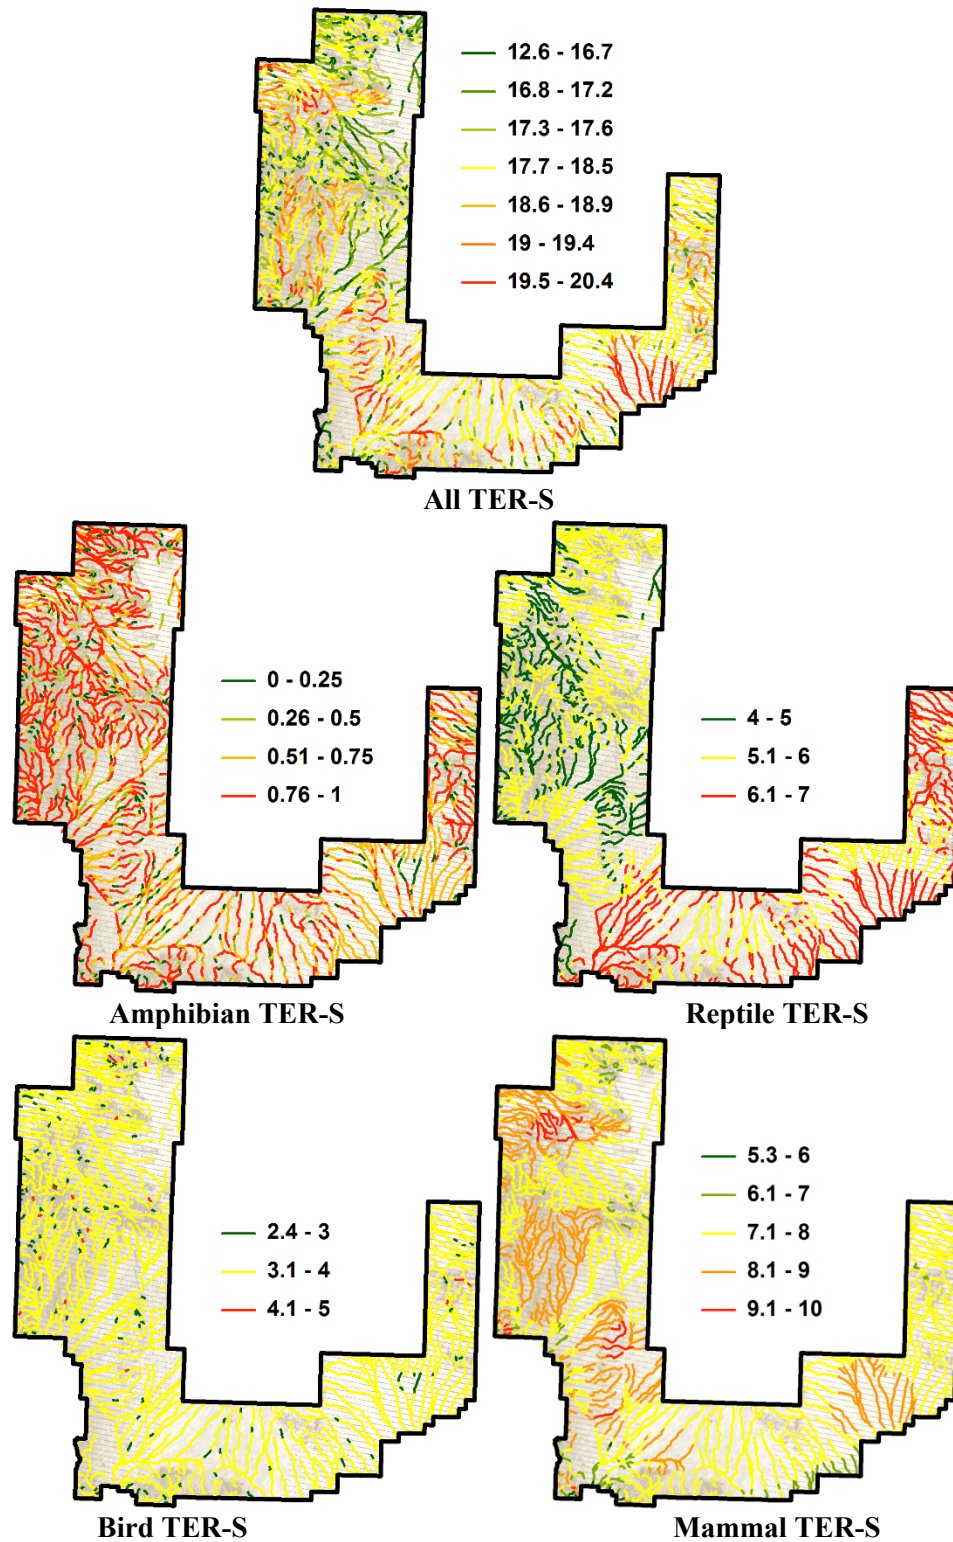 12.6 - 16.7
16.8 - 17.2
17.3 - 17.6
17.7 - 18.5
18.6 - 18.9
19 - 19.4
19.5 - 20.4
All TER-S
0 - 0.25
0.26 - 0.5
0.51 - 0.75
0.76 - 1
Amphibian TER-S
4 - 5
5.1 - 6
6.1 - 7
Reptile TER-S
2.4 - 3
3.1 - 4
4.1 - 5
Bird TER-S
5.3 - 6
6.1 - 7
7.1 - 8
8.1 - 9
9.1 - 10
Mammal TER-S